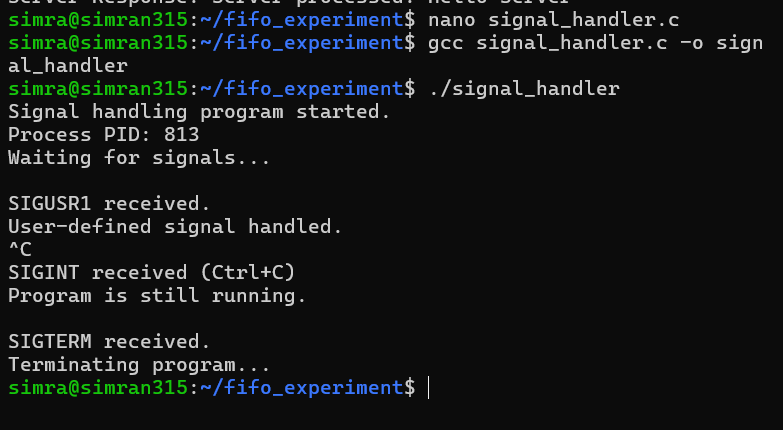 Server Response: Server processed: Hello Server
simra@simran315:~/fifo_experiment$ nano signal_handler.c
simra@simran315:~/fifo_experiment$ gcc signal_handler.c -o sign
al_handler
simra@simran315:~/fifo_experiment$ ./signal_handler
Signal handling program started.
Process PID: 813
Waiting for signals...
SIGUSR1 received.
User-defined signal handled.
^C
SIGINT received (Ctrl+C)
Program is still running.
SIGTERM received.
Terminating program...
simra@simran315:~/fifo_experiment$